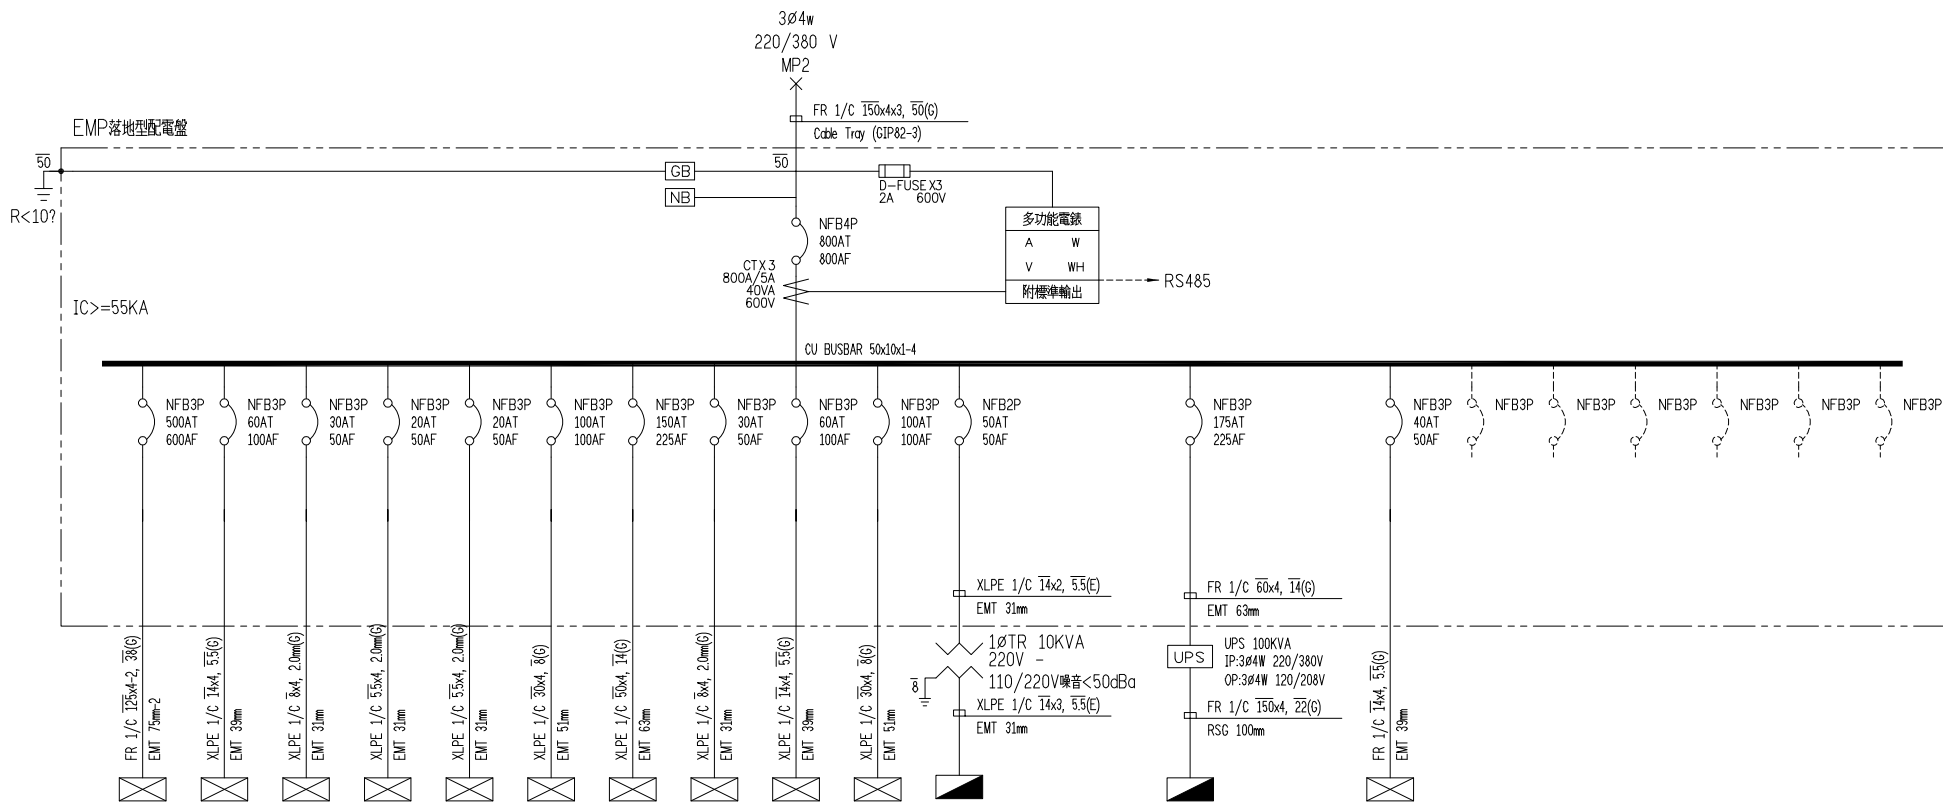 3Ø4w
220/380 V
MP2
FR 1/C 150x4x3, 50(G)
Cable Tray (GIP82-3)
EMP落地型配電盤
50
R<10?
GB
NB
50
D-FUSEX3
2A 600V
NFB4P
800AT
800AF
CTX3
800A/5A
40VA
600V
多功能電錶
A W
V WH
附標準輸出
RS485
IC>=55KA
CU BUSBAR 50x10x1-4
NFB3P
500AT
600AF
NFB3P
60AT
100AF
NFB3P
30AT
50AF
NFB3P
20AT
50AF
NFB3P
20AT
50AF
NFB3P
100AT
100AF
NFB3P
150AT
225AF
NFB3P
30AT
50AF
NFB3P
60AT
100AF
NFB3P
100AT
100AF
NFB2P
50AT
50AF
NFB3P
175AT
225AF
NFB3P
40AT
50AF
NFB3P
NFB3P
NFB3P
NFB3P
NFB3P
NFB3P
FR 1/C 125x4-2, 38(G)
EMT 75mm-2
XLPE 1/C 14x4, 5.5(G)
EMT 39mm
XLPE 1/C 8x4, 2.0mm(G)
EMT 31mm
XLPE 1/C 5.5x4, 2.0mm(G)
EMT 31mm
XLPE 1/C 5.5x4, 2.0mm(G)
EMT 31mm
XLPE 1/C 30x4, 8(G)
EMT 51mm
XLPE 1/C 50x4, 14(G)
EMT 63mm
XLPE 1/C 8x4, 2.0mm(G)
EMT 31mm
XLPE 1/C 14x4, 5.5(G)
EMT 39mm
XLPE 1/C 30x4, 8(G)
EMT 51mm
XLPE 1/C 14x2, 5.5(E)
EMT 31mm
1ØTR 10KVA
220V -
110/220V噪音<50dBa
8
XLPE 1/C 14x3, 5.5(E)
EMT 31mm
FR 1/C 60x4, 14(G)
EMT 63mm
UPS
UPS 100KVA
IP:3Ø4W 220/380V
OP:3Ø4W 120/208V
FR 1/C 150x4, 22(G)
RSG 100mm
FR 1/C 14x4, 5.5(G)
EMT 39mm